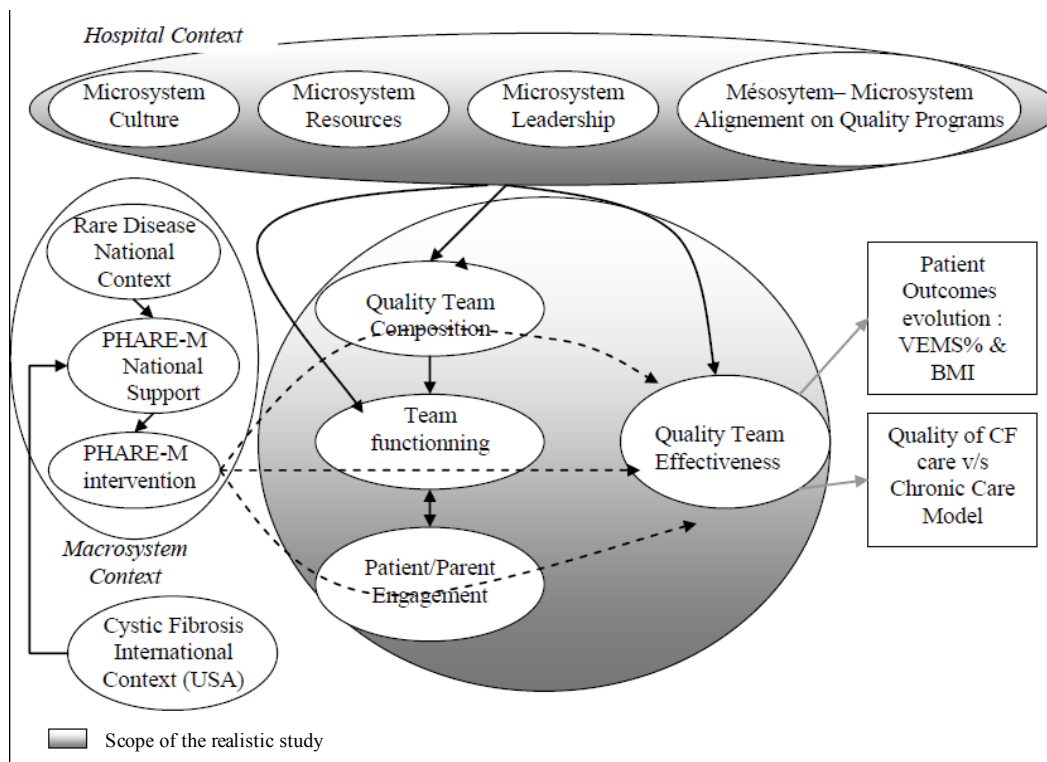 Hospital Context
Microsystem
Culture
Microsystem
Resources
Microsystem
Leadership
Mésosytem– Microsystem
Alignement on Quality Programs
Rare Disease
National
Context
PHARE-M
National
Support
PHARE-M
intervention
Macrosystem
Context
Cystic Fibrosis
International
Context (USA)
Quality Team
Composition
Team
functionning
Patient/Parent
Engagement
Quality Team
Effectiveness
Patient
Outcomes
evolution :
VEMS% &
BMI
Quality of CF
care v/s
Chronic Care
Model
Scope of the realistic study